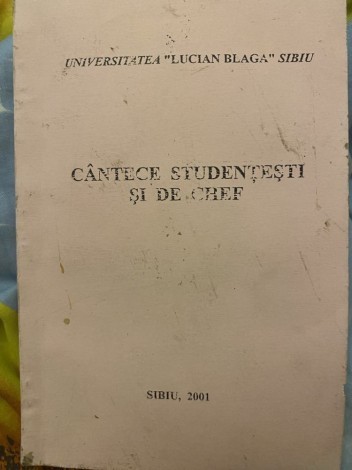 UNIVERSITATEA "LUCIAN BLAGA" SIBIU
CÂNTECE STUDENȚEȘTI
ȘI DE CHEF
SIBIU, 2001